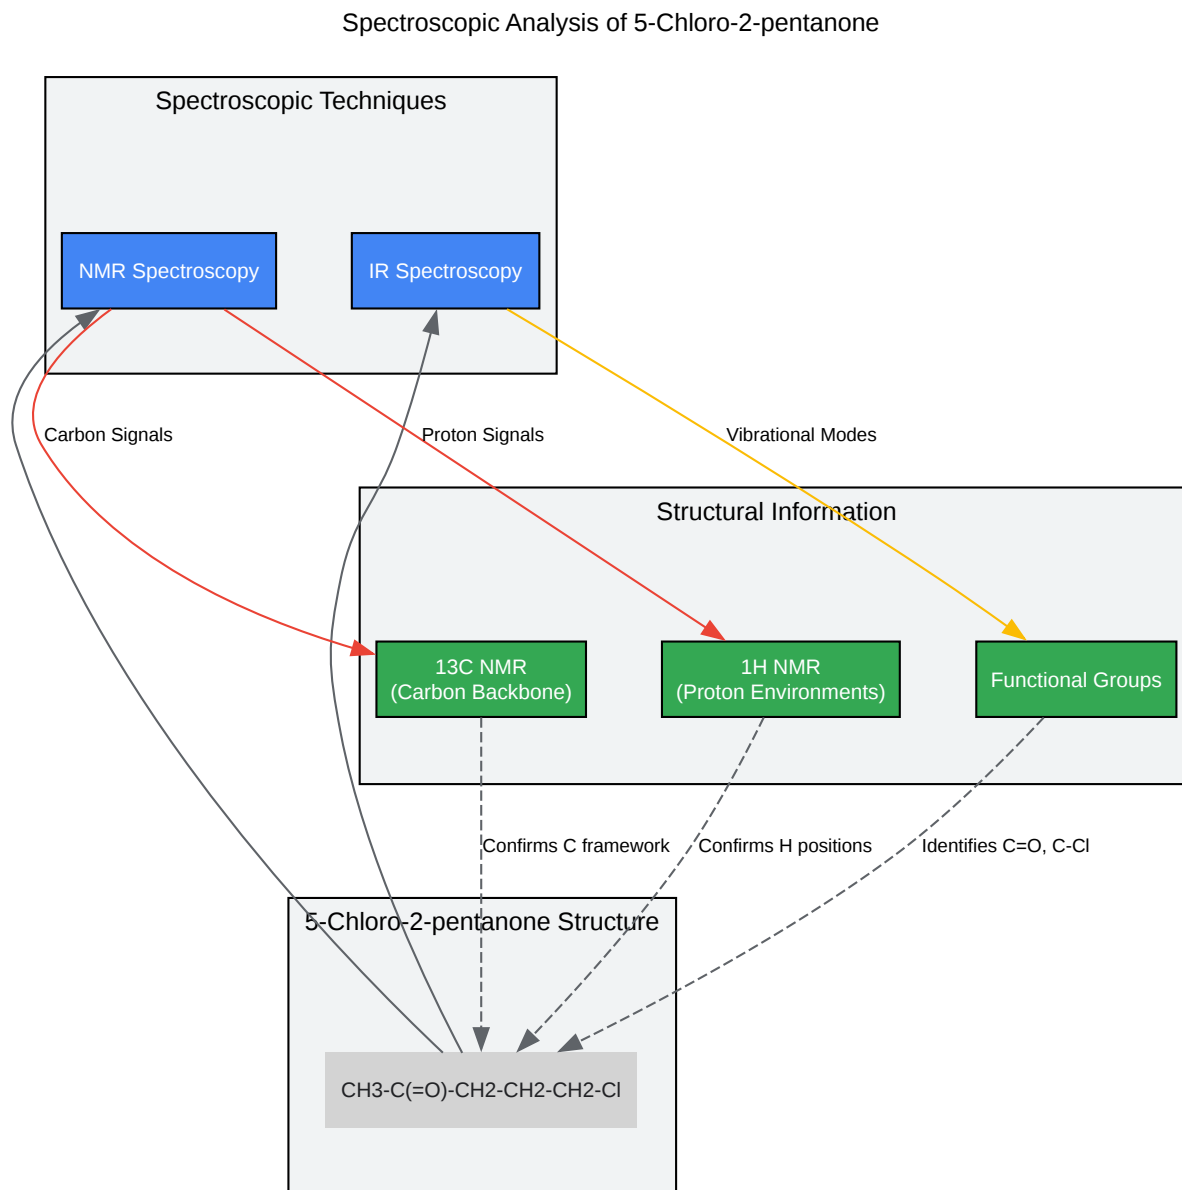 Spectroscopic Analysis of 5-Chloro-2-pentanone
Spectroscopic Techniques
NMR Spectroscopy
IR Spectroscopy
Carbon Signals
Proton Signals
Vibrational Modes
Structural Information
13C NMR
(Carbon Backbone)
1H NMR
(Proton Environments)
Functional Groups
Confirms C framework
Confirms H positions
Identifies C=O, C-Cl
5-Chloro-2-pentanone Structure
CH3-C(=O)-CH2-CH2-CH2-Cl